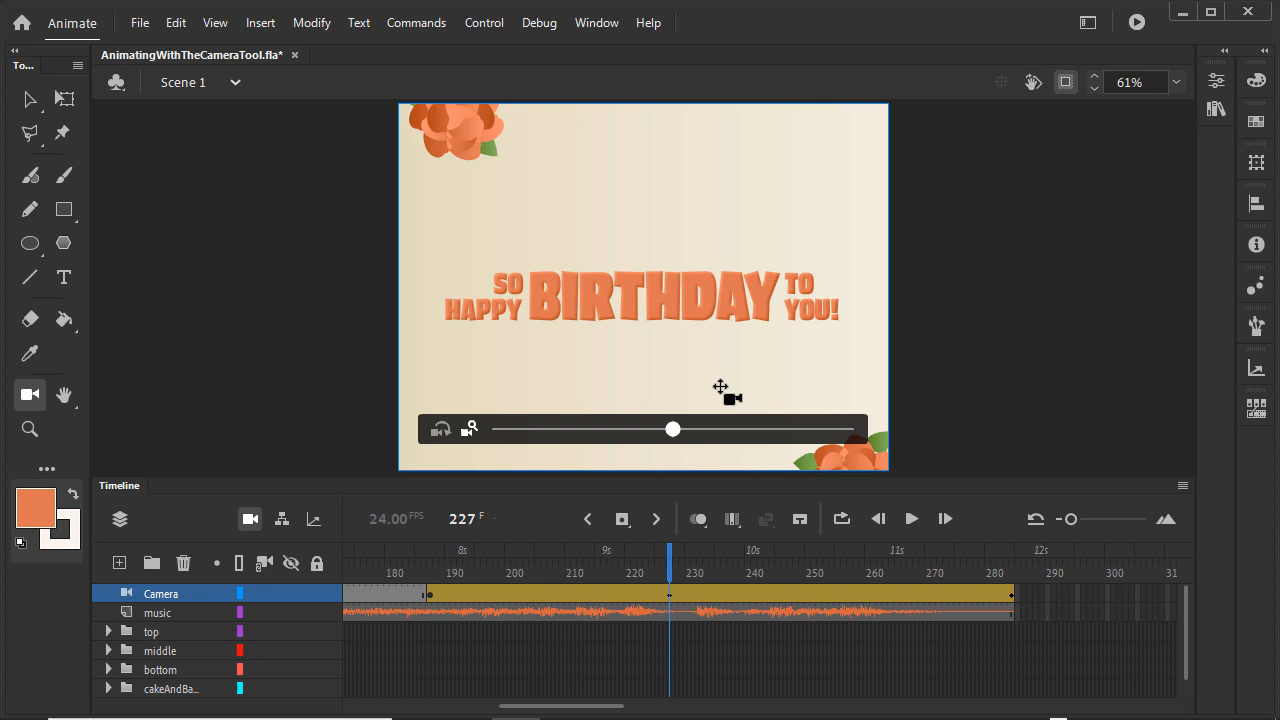 Animate
File Edit View Insert Modify Text Commands Control Debug Window Help
AnimatingWithTheCameraTool.fla*
To...
Scene 1
61%
SO HAPPY BIRTHDAY TO YOU!
Timeline
24.00 FPS 227 F
8s 9s 10s 11s 12s
180 190 200 210 220 230 240 250 260 270 280 290 300 31
Camera
music
top
middle
bottom
cakeAndBa...